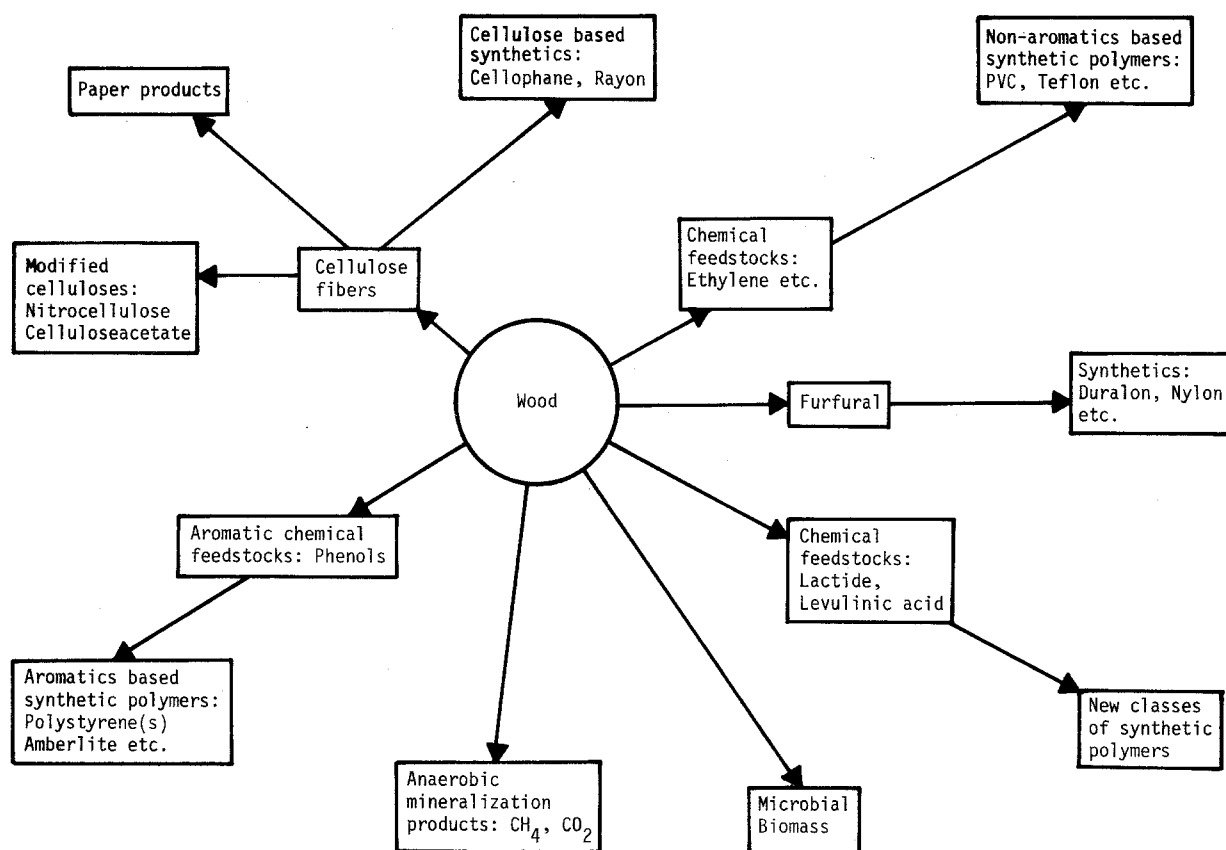 Cellulose based
synthetics:
Cellophane, Rayon
Non-aromatics based
synthetic polymers:
PVC, Teflon etc.
Paper products
Chemical
feedstocks:
Ethylene etc.
Modified
celluloses:
Nitrocellulose
Celluloseacetate
Cellulose
fibers
Wood
Furfural
Synthetics:
Duralon, Nylon
etc.
Aromatic chemical
feedstocks: Phenols
Chemical
feedstocks:
Lactide,
Levulinic acid
Aromatics based
synthetic polymers:
Polystyrene(s)
Amberlite etc.
New classes
of synthetic
polymers
Anaerobic
mineralization
products: CH4, CO2
Microbial
Biomass